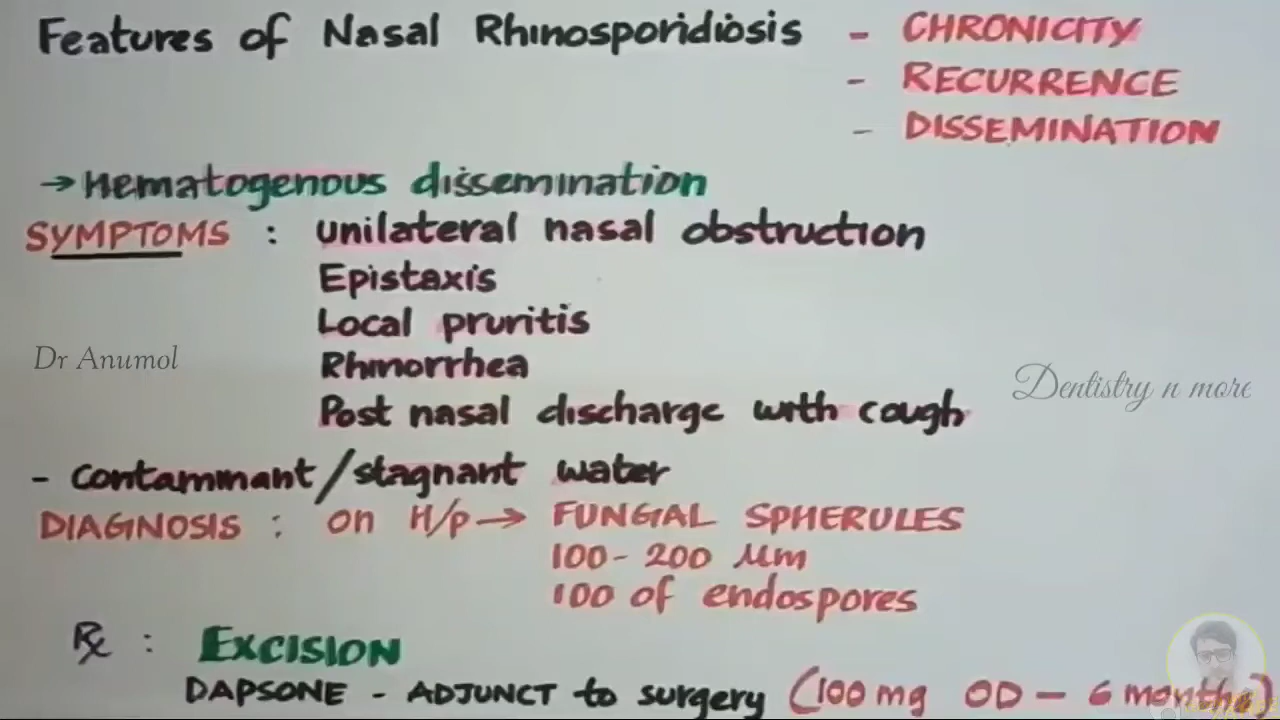 Features of Nasal Rhinosporidiosis - CHRONICITY
- RECURRENCE
- DISSEMINATION
→ Hematogenous dissemination
SYMPTOMS : unilateral nasal obstruction
Epistaxis
Local pruritis
Rhinorrhea
Dr Anumol
Dentistry n more
Post nasal discharge with cough
- contaminant/stagnant water
DIAGNOSIS : on H/p → FUNGAL SPHERULES
100-200 μm
100 of endospores
Rx : EXCISION
DAPSONE - ADJUNCT to surgery (100 mg OD - 6 months)